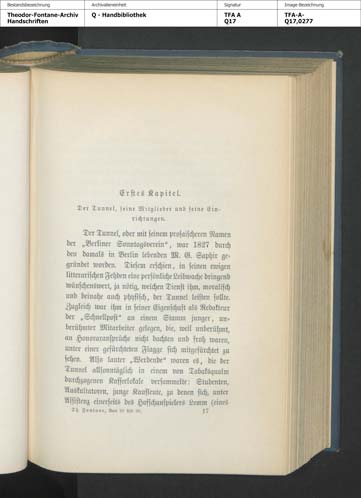 Bestandsbezeichnung
Archivalieneinheit
Signatur
Image-Bezeichnung
Theodor-Fontane-Archiv
Handschriften
Q - Handbibliothek
TFA A
Q17
TFA-A-
Q17,0277
Erstes Kapitel.
Der Tunnel, seine Mitglieder und seine Ein-
richtungen.
Der Tunnel, oder mit seinem prosaischeren Namen
der „Berliner Sonntagsverein“, war 1827 durch
den damals in Berlin lebenden M. G. Saphir ge-
gründet worden. Diesem erschien, in seinen ewigen
litterarischen Fehden eine persönliche Leibwache dringend
wünschenswert, ja nötig, welchen Dienst ihm, moralisch
und beinahe auch physisch, der Tunnel leisten sollte.
Zugleich war ihm in seiner Eigenschaft als Redakteur
der „Schnellpost“ an einem Stamm junger, un-
berühmter Mitarbeiter gelegen, die, weil unberühmt,
an Honoraransprüche nicht dachten und froh waren,
unter einer gefürchteten Flagge sich mitgefürchtet zu
sehen. Also lauter „Werdende“ waren es, die der
Tunnel allsonntäglich in einem von Tabaksqualm
durchzogenen Kaffeelokale versammelte: Studenten,
Auskultatoren, junge Kaufleute, zu denen sich, unter
Assistenz einerseits des Hofschauspielers Lemm (eines
Th. Fontane, Von 20 bis 30.
17